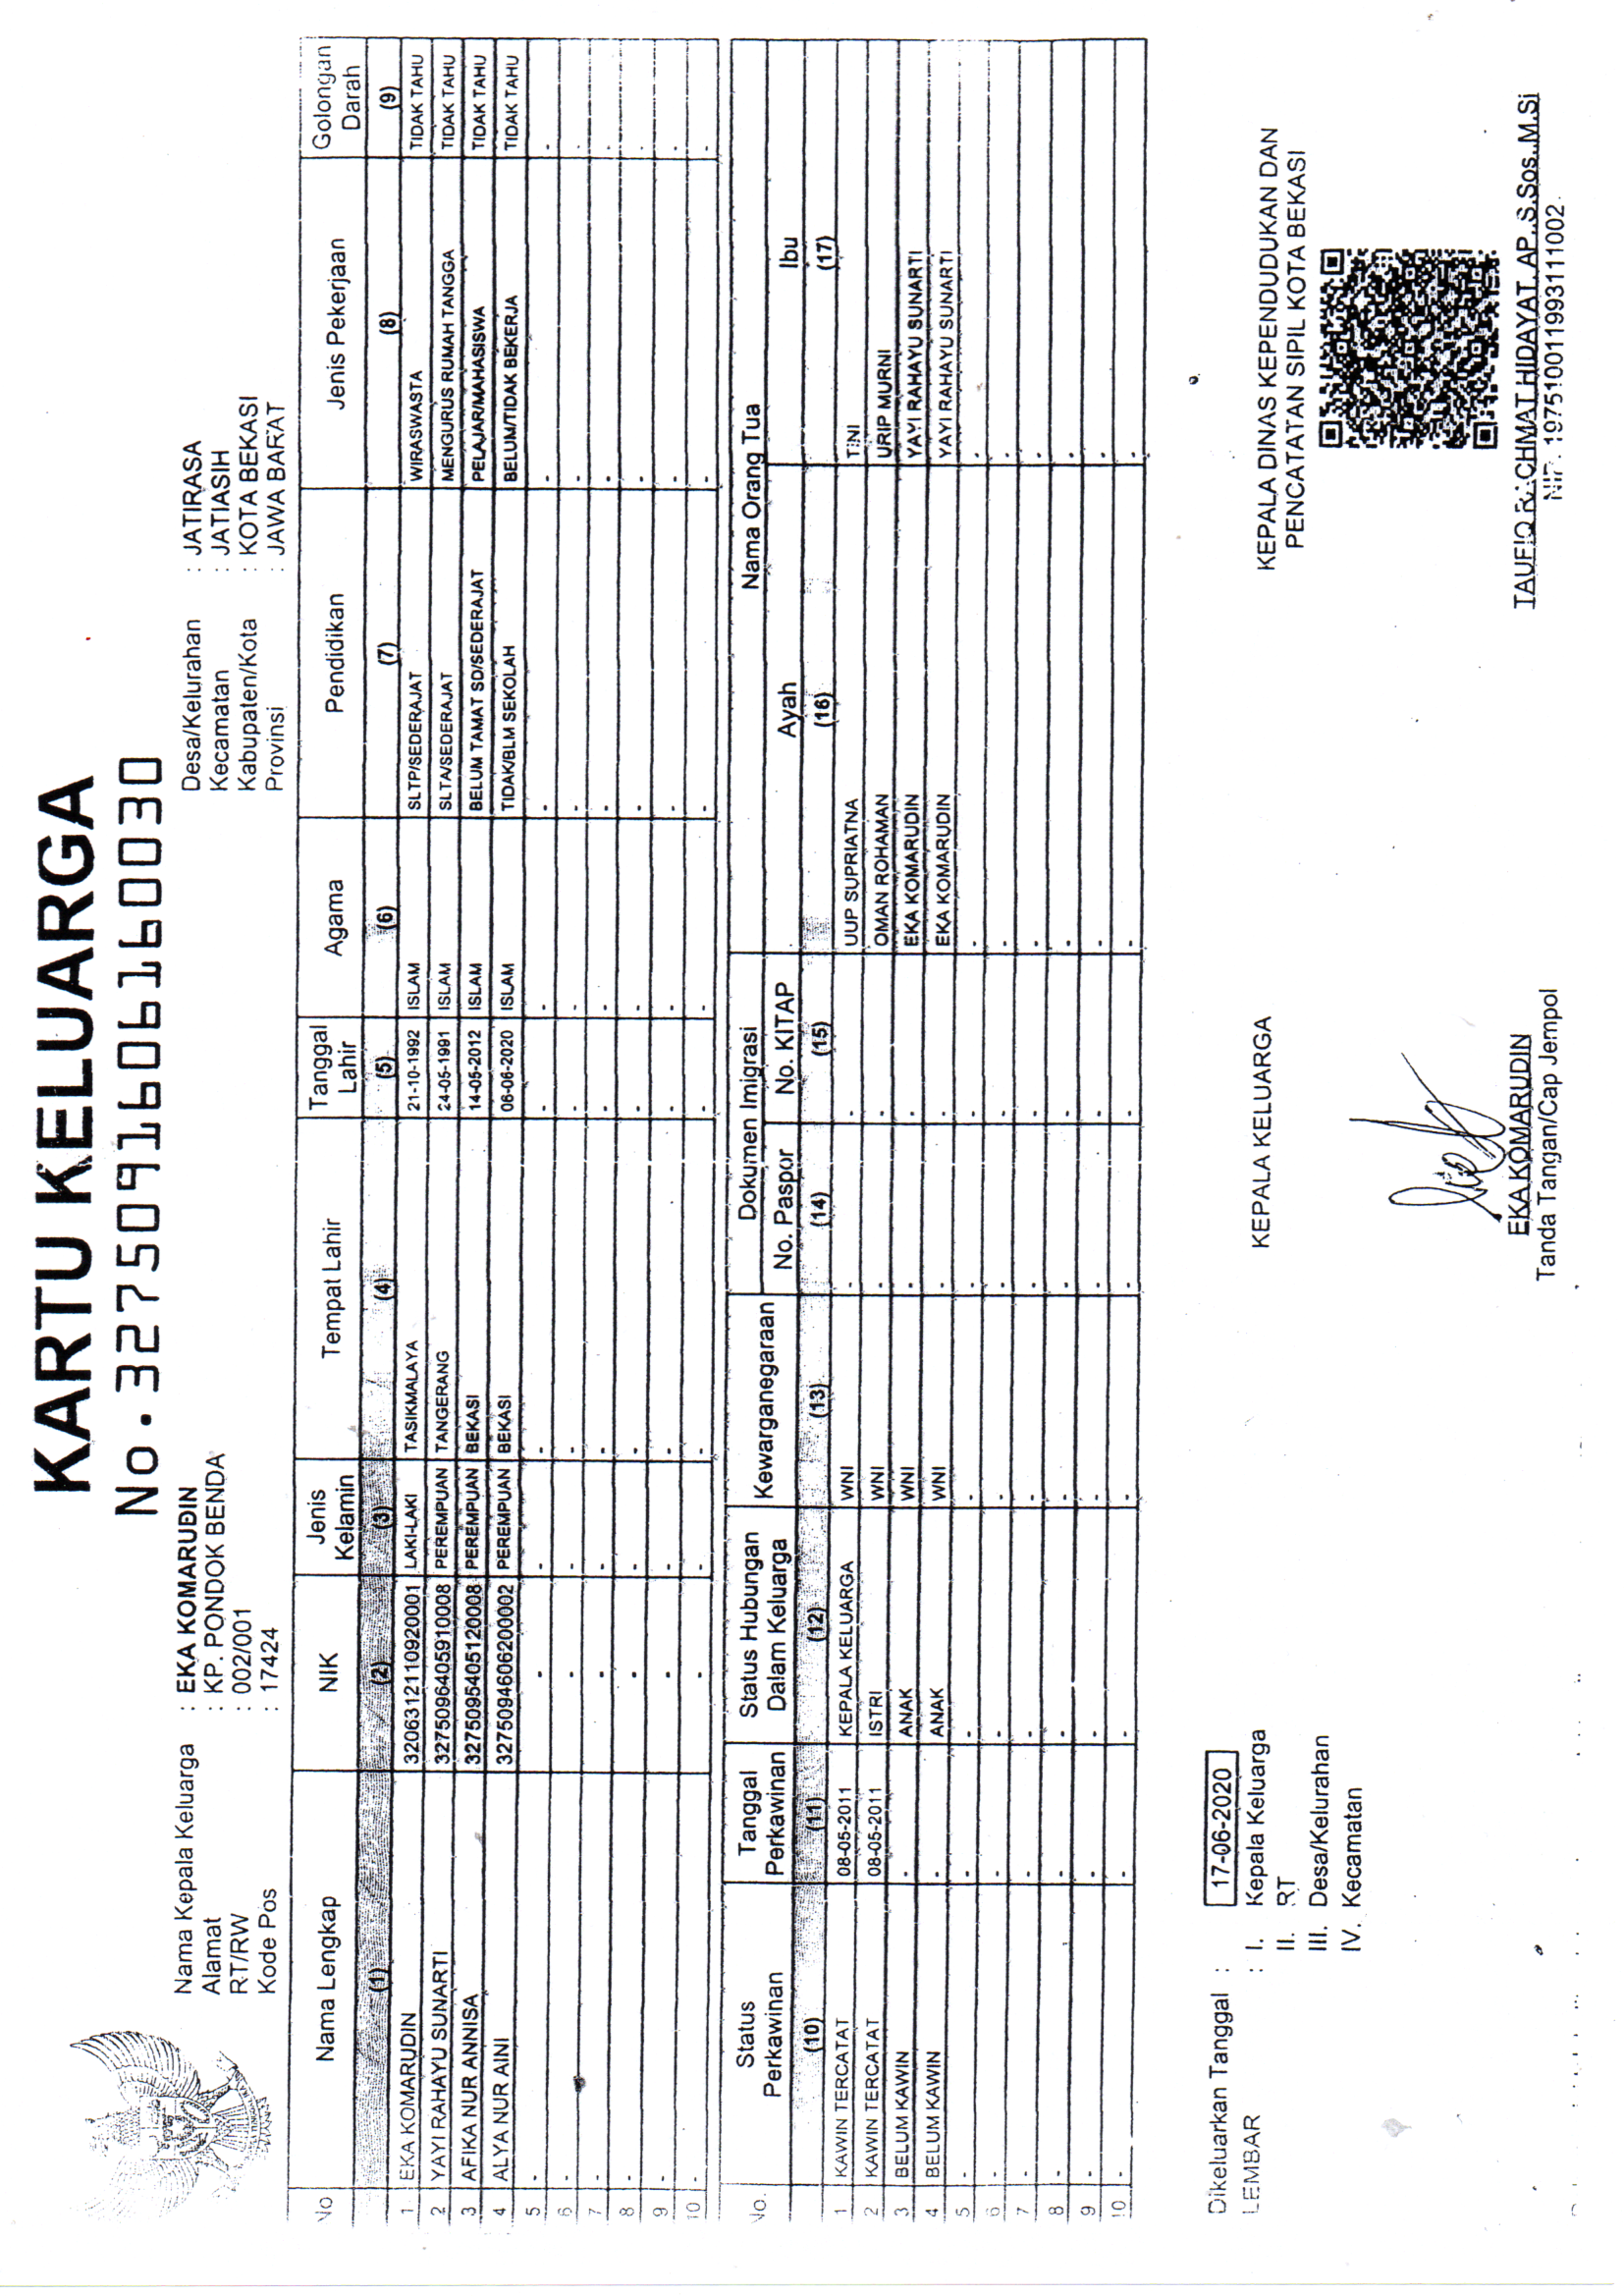 KARTU KELUARGA
No. 3275091606160030
Nama Kepala Keluarga : EKA KOMARUDIN
Alamat : KP. PONDOK BENDA
RT/RW : 002/001
Kode Pos : 17424
Desa/Kelurahan : JATIRASA
Kecamatan : JATIASIH
Kabupaten/Kota : KOTA BEKASI
Provinsi : JAWA BARAT
No Nama Lengkap NIK Jenis Kelamin Tempat Lahir Tanggal Lahir Agama Pendidikan Jenis Pekerjaan Golongan Darah
(1) (2) (3) (4) (5) (6) (7) (8) (9)
1 EKA KOMARUDIN 3206312110920001 LAKI-LAKI TASIKMALAYA 21-10-1992 ISLAM SLTP/SEDERAJAT WIRASWASTA TIDAK TAHU
2 YAYI RAHAYU SUNARTI 3275096405910008 PEREMPUAN TANGERANG 24-05-1991 ISLAM SLTA/SEDERAJAT MENGURUS RUMAH TANGGA TIDAK TAHU
3 AFIKA NUR ANNISA 3275095405120008 PEREMPUAN BEKASI 14-05-2012 ISLAM BELUM TAMAT SD/SEDERAJAT PELAJAR/MAHASISWA TIDAK TAHU
4 ALYA NUR AINI 3275094606200002 PEREMPUAN BEKASI 06-06-2020 ISLAM TIDAK/BLM SEKOLAH BELUM/TIDAK BEKERJA TIDAK TAHU
5 - - - - - - - - -
6 - - - - - - - - -
7 - - - - - - - - -
8 - - - - - - - - -
9 - - - - - - - - -
10 - - - - - - - - -
No. Status Perkawinan Tanggal Perkawinan Status Hubungan Dalam Keluarga Kewarganegaraan Dokumen Imigrasi Nama Orang Tua
No. Paspor No. KITAP Ayah Ibu
(10) (11) (12) (13) (14) (15) (16) (17)
1 KAWIN TERCATAT 08-05-2011 KEPALA KELUARGA WNI - - UUP SUPRIATNA TINI
2 KAWIN TERCATAT 08-05-2011 ISTRI WNI - - OMAN ROHAMAN URIP MURNI
3 BELUM KAWIN - ANAK WNI - - EKA KOMARUDIN YAYI RAHAYU SUNARTI
4 BELUM KAWIN - ANAK WNI - - EKA KOMARUDIN YAYI RAHAYU SUNARTI
5 - - - - - - - -
6 - - - - - - - -
7 - - - - - - - -
8 - - - - - - - -
9 - - - - - - - -
10 - - - - - - - -
Dikeluarkan Tanggal : 17-06-2020
LEMBAR : I. Kepala Keluarga
II. RT
III. Desa/Kelurahan
IV. Kecamatan
KEPALA KELUARGA
EKA KOMARUDIN
Tanda Tangan/Cap Jempol
KEPALA DINAS KEPENDUDUKAN DAN
PENCATATAN SIPIL KOTA BEKASI
TAUFIQ RACHMAT HIDAYAT, AP.,S.Sos.,M.Si
NIP. 197510011993111002